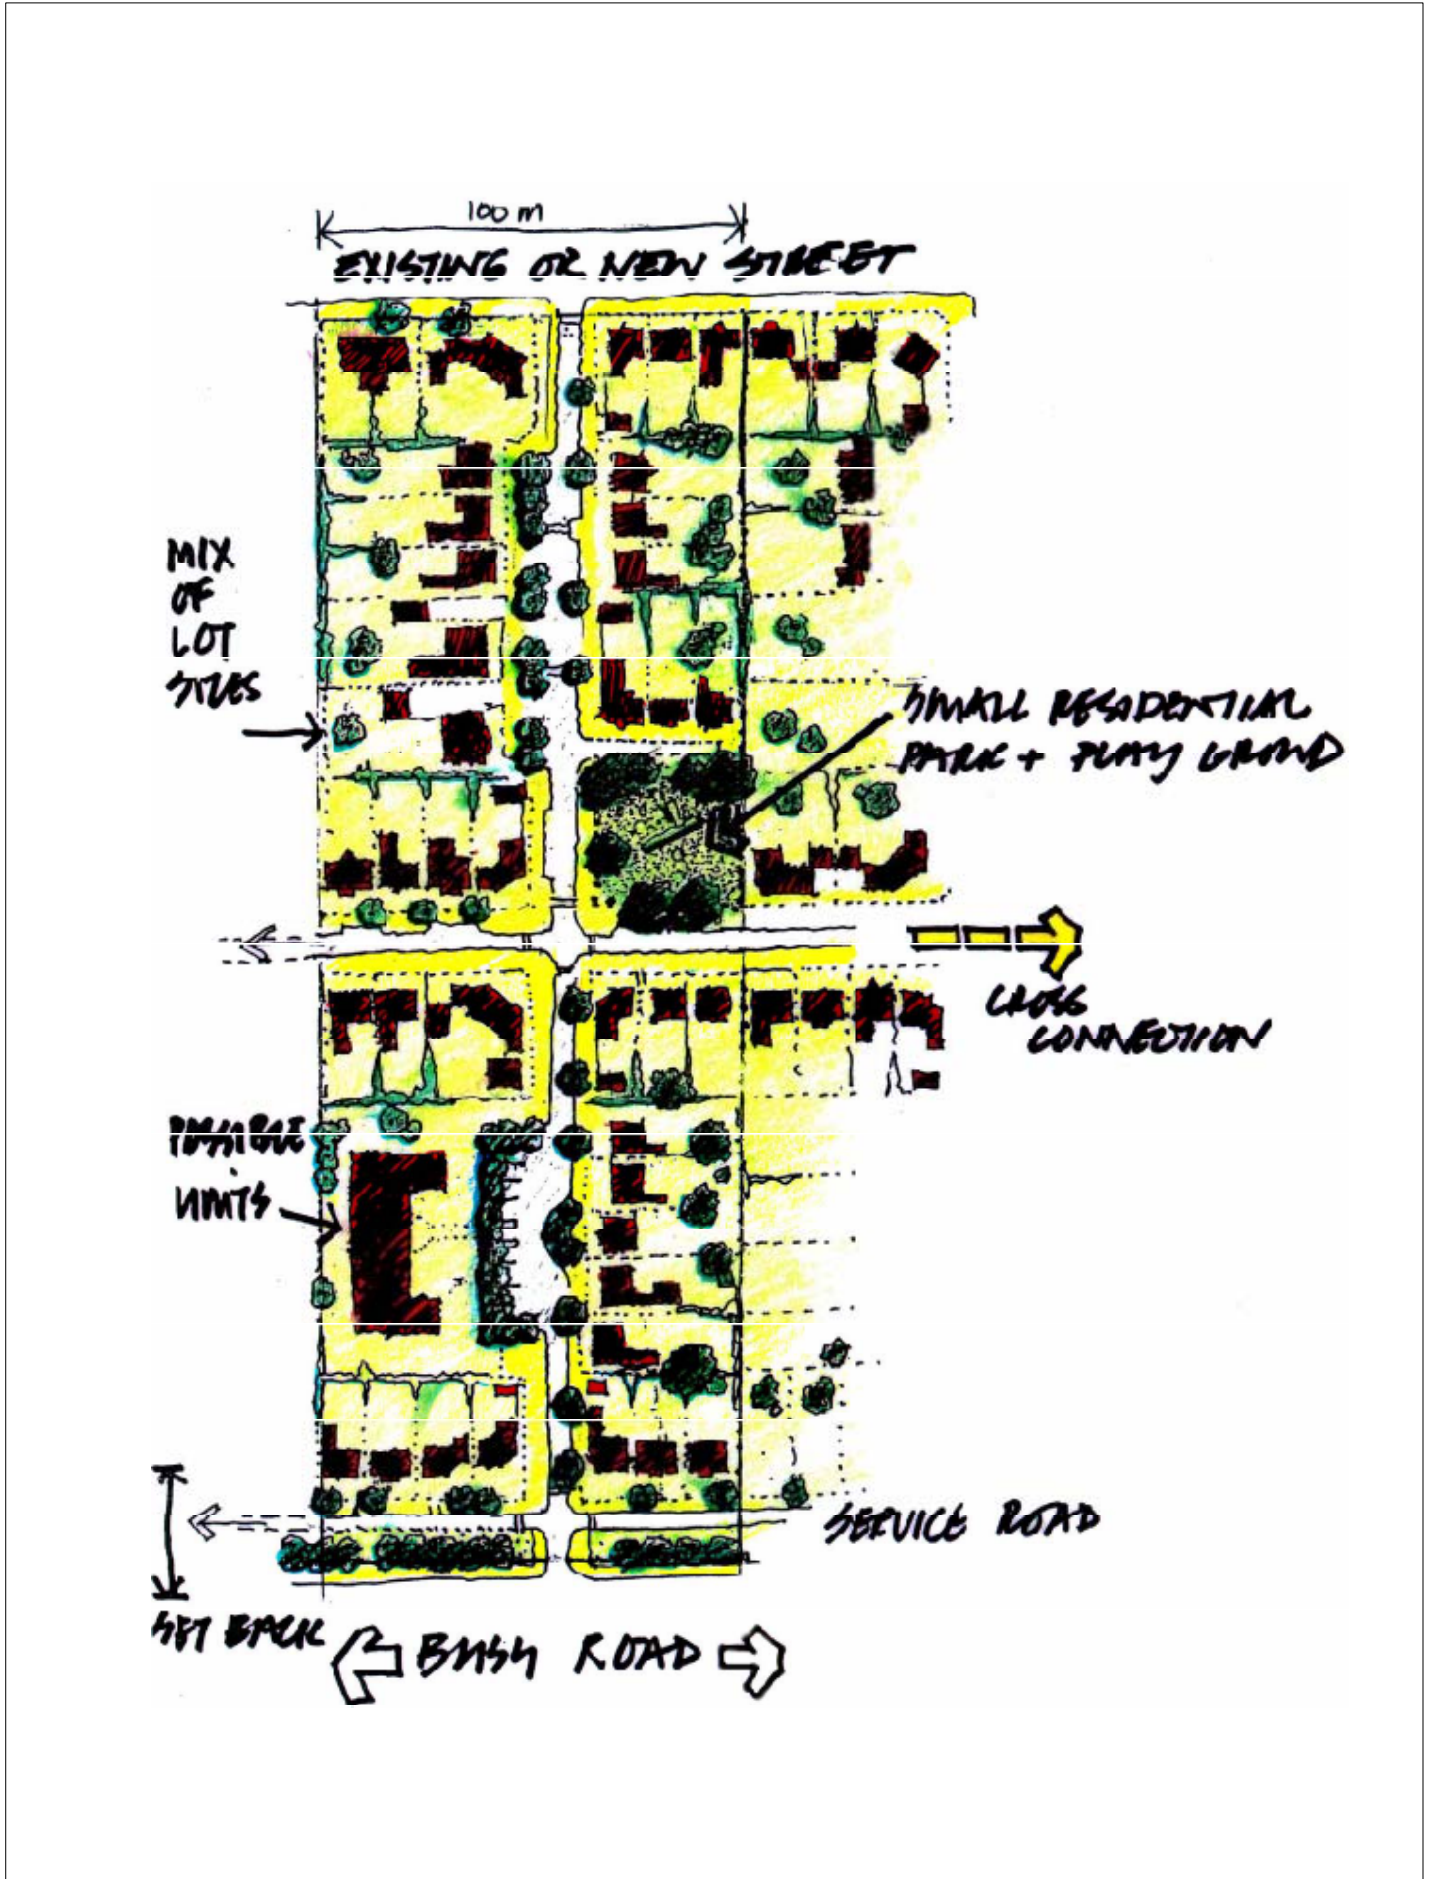 100 m
EXISTING OR NEW STREET
MIX
OF
LOT
SIZES
SMALL RESIDENTIAL
PARK + PLAY GROUND
CROSS
CONNECTION
POSSIBLE
UNITS
SERVICE ROAD
SET BACK
BUSY ROAD